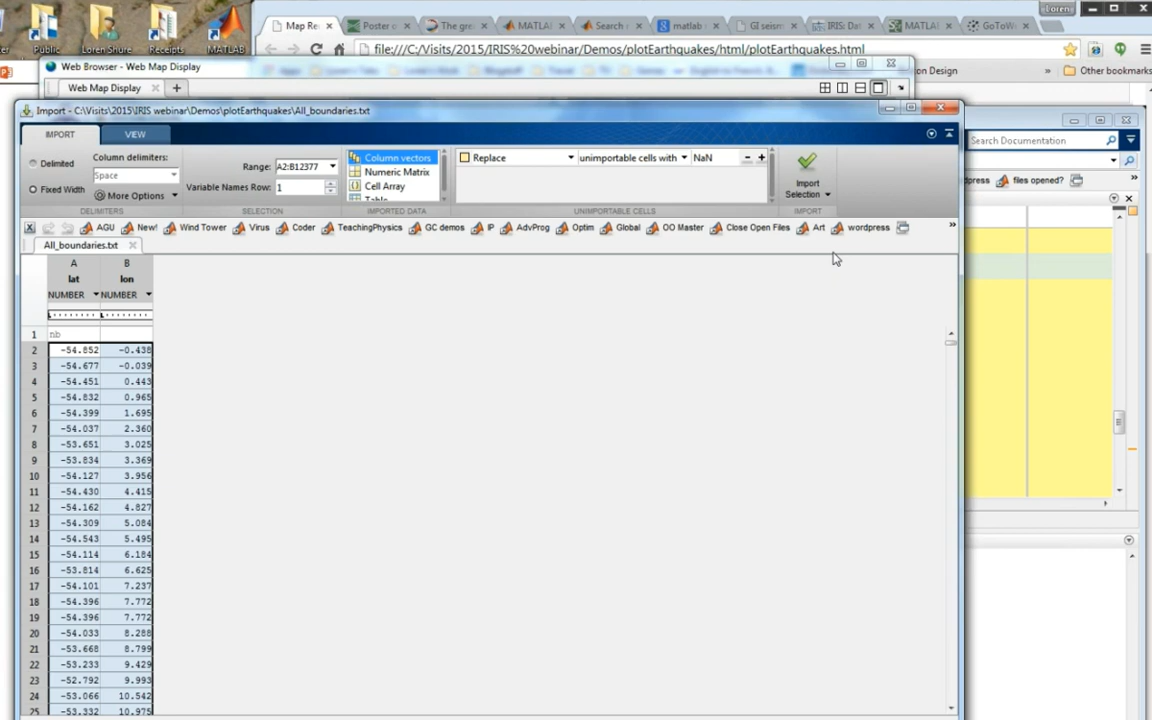 Public
Loren Shure
Receipts
MATLAB
Loren
Map Re
Poster o
The gre
MATLA
Search
matlab
GI seism
IRIS: Da
MATLA
GoToW
file:///C:/Visits/2015/IRIS%20webinar/Demos/plotEarthquakes/html/plotEarthquakes.html
Web Browser - Web Map Display
on Design
Other bookmarks
Web Map Display
Import - C:\Visits\2015\IRIS webinar\Demos\plotEarthquakes\All_boundaries.txt
IMPORT VIEW
Search Documentation
Delimited
Column delimiters:
Space
Fixed Width
More Options
DELIMITERS
Range: A2:B12377
Variable Names Row: 1
SELECTION
Column vectors
Numeric Matrix
Cell Array
Table
IMPORTED DATA
Replace unimportable cells with NaN
UNIMPORTABLE CELLS
Import
Selection
IMPORT
dpress files opened?
AGU New! Wind Tower Virus Coder TeachingPhysics GC demos IP AdvProg Optim Global OO Master Close Open Files Art wordpress
All_boundaries.txt
A B
lat lon
NUMBER NUMBER
1 nb
2 -54.852 -0.438
3 -54.677 -0.039
4 -54.451 0.443
5 -54.832 0.965
6 -54.399 1.695
7 -54.037 2.360
8 -53.651 3.025
9 -53.834 3.369
10 -54.127 3.956
11 -54.430 4.415
12 -54.162 4.827
13 -54.309 5.084
14 -54.543 5.495
15 -54.114 6.184
16 -53.814 6.625
17 -54.101 7.237
18 -54.396 7.772
19 -54.396 7.772
20 -54.033 8.288
21 -53.668 8.799
22 -53.233 9.429
23 -52.792 9.993
24 -53.066 10.542
25 -53.332 10.975